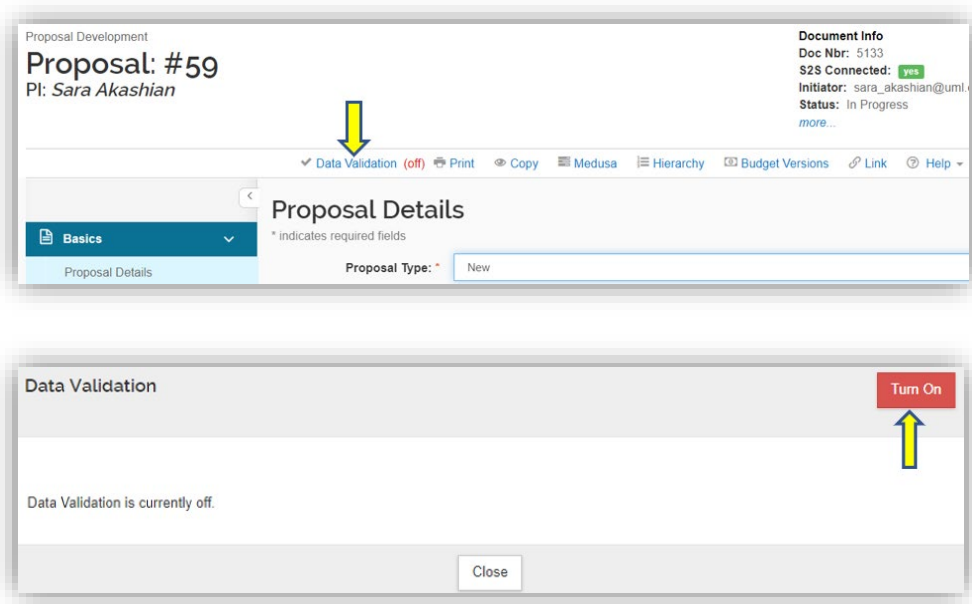 Proposal Development
Proposal: #59
PI: Sara Akashian
Document Info
Doc Nbr: 5133
S2S Connected: yes
Initiator: sara_akashian@uml.
Status: In Progress
more...
Data Validation (off) Print Copy Medusa Hierarchy Budget Versions Link Help
Basics
Proposal Details
Proposal Details
* indicates required fields
Proposal Type: * New
Data Validation
Turn On
Data Validation is currently off.
Close